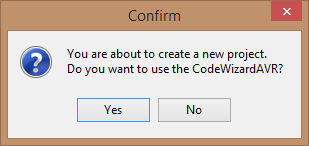 Confirm
You are about to create a new project.
Do you want to use the CodeWizardAVR?
Yes
No